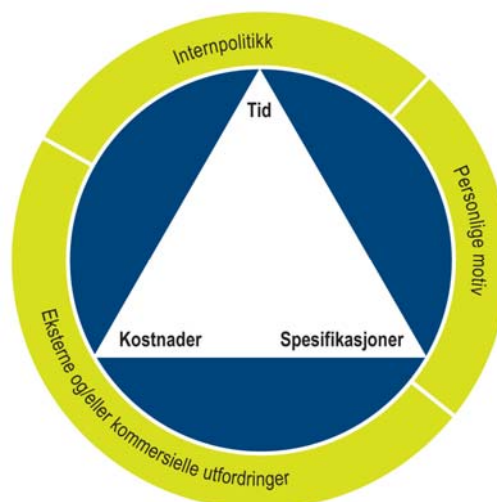 Internpolitikk
Tid
Personlige motiv
Kostnader
Spesifikasjoner
Eksterne og/eller kommersielle utfordringer